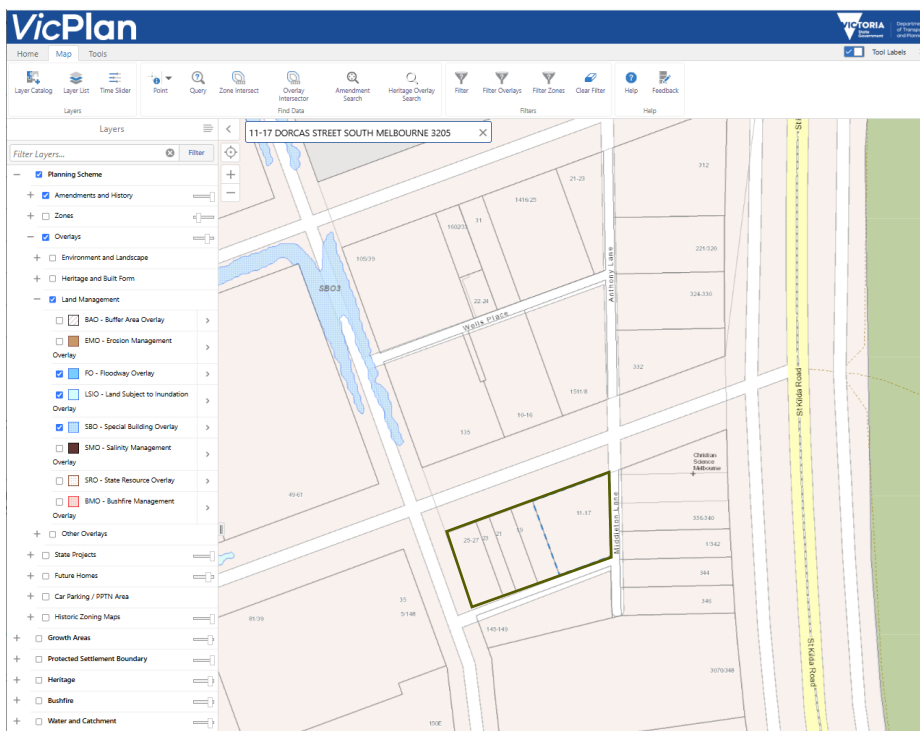 VicPlan
VICTORIA
State
Government
Department
of Transport
and Planning
Home
Map
Tools
Tool Labels
Layer Catalog
Layer List
Time Slider
Point
Query
Zone Intersect
Overlay
Intersector
Amendment
Search
Heritage Overlay
Search
Filter
Filter Overlays
Filter Zones
Clear Filter
Help
Feedback
Layers
Find Data
Filters
Help
Layers
11-17 DORCAS STREET SOUTH MELBOURNE 3205
Filter Layers...
Filter
Planning Scheme
Amendments and History
Zones
Overlays
Environment and Landscape
Heritage and Built Form
Land Management
BAO - Buffer Area Overlay
EMO - Erosion Management
Overlay
FO - Floodway Overlay
LSIO - Land Subject to Inundation
Overlay
SBO - Special Building Overlay
SMO - Salinity Management
Overlay
SRO - State Resource Overlay
BMO - Bushfire Management
Overlay
Other Overlays
State Projects
Future Homes
Car Parking / PPTN Area
Historic Zoning Maps
Growth Areas
Protected Settlement Boundary
Heritage
Bushfire
Water and Catchment
312
21-23
1416/25
31
221/326
SBO3
324-330
22-24
Anthony Lane
Wells Place
332
1511/8
10-16
135
St Kilda Road
Christian
Science
Melbourne
49-61
11-17
19
21
23
25-27
Middleton Lane
336-340
1/342
344
346
33
5/148
81/39
145-149
St Kilda Road